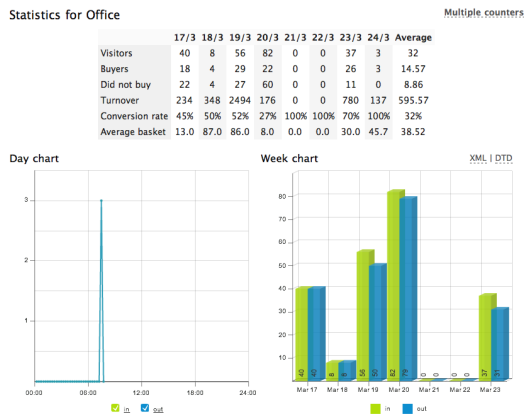 Statistics for Office
Multiple counters
17/3 18/3 19/3 20/3 21/3 22/3 23/3 24/3 Average
Visitors 40 8 56 82 0 0 37 3 32
Buyers 18 4 29 22 0 0 26 3 14.57
Did not buy 22 4 27 60 0 0 11 0 8.86
Turnover 234 348 2494 176 0 0 780 137 595.57
Conversion rate 45% 50% 52% 27% 100% 100% 70% 100% 32%
Average basket 13.0 87.0 86.0 8.0 0.0 0.0 30.0 45.7 38.52
Day chart
3
2
1
00:00 06:00 12:00 18:00 24:00
in out
Week chart
XML | DTD
80
70
60
50
40
30
20
10
40 40 8 8 56 50 82 79 0 0 0 0 37 31
Mar 17 Mar 18 Mar 19 Mar 20 Mar 21 Mar 22 Mar 23
in out